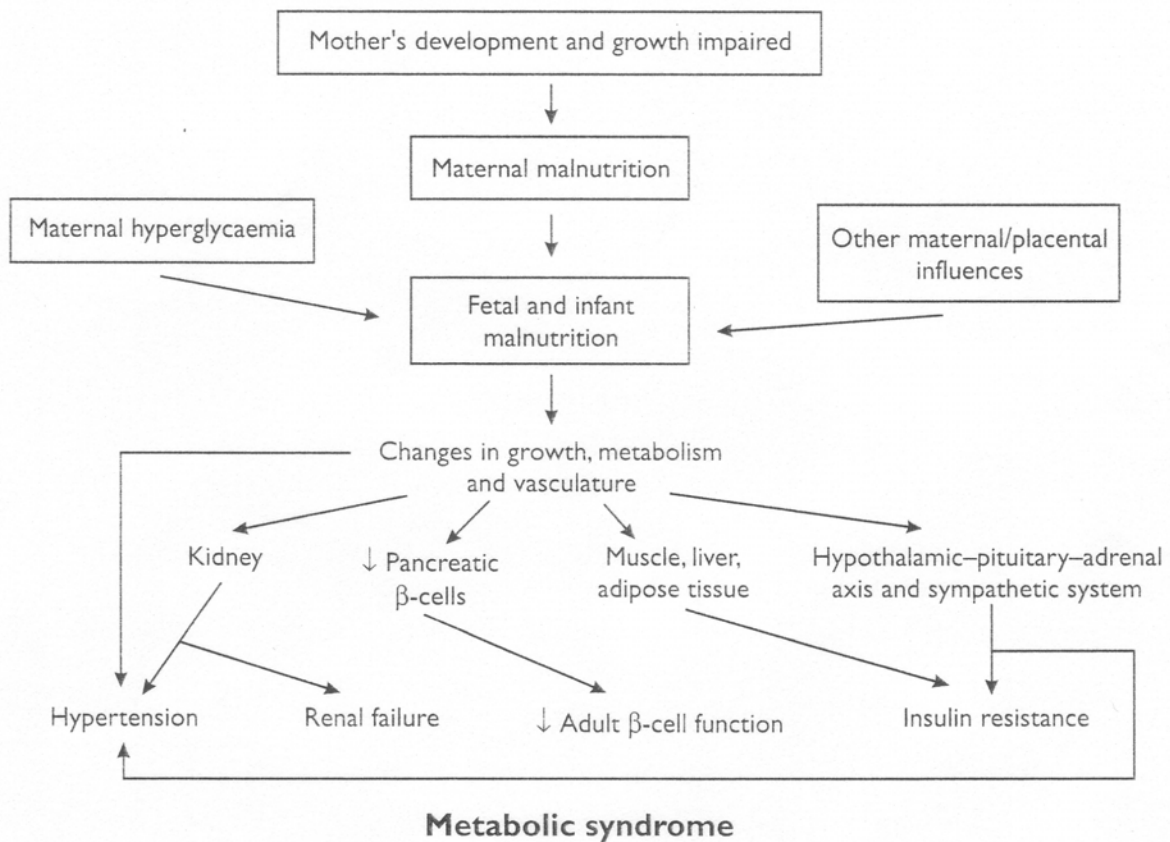 Mother's development and growth impaired
Maternal malnutrition
Maternal hyperglycaemia
Other maternal/placental
influences
Fetal and infant
malnutrition
Changes in growth, metabolism
and vasculature
Kidney
↓ Pancreatic
β-cells
Muscle, liver,
adipose tissue
Hypothalamic–pituitary–adrenal
axis and sympathetic system
Hypertension
Renal failure
↓ Adult β-cell function
Insulin resistance
Metabolic syndrome